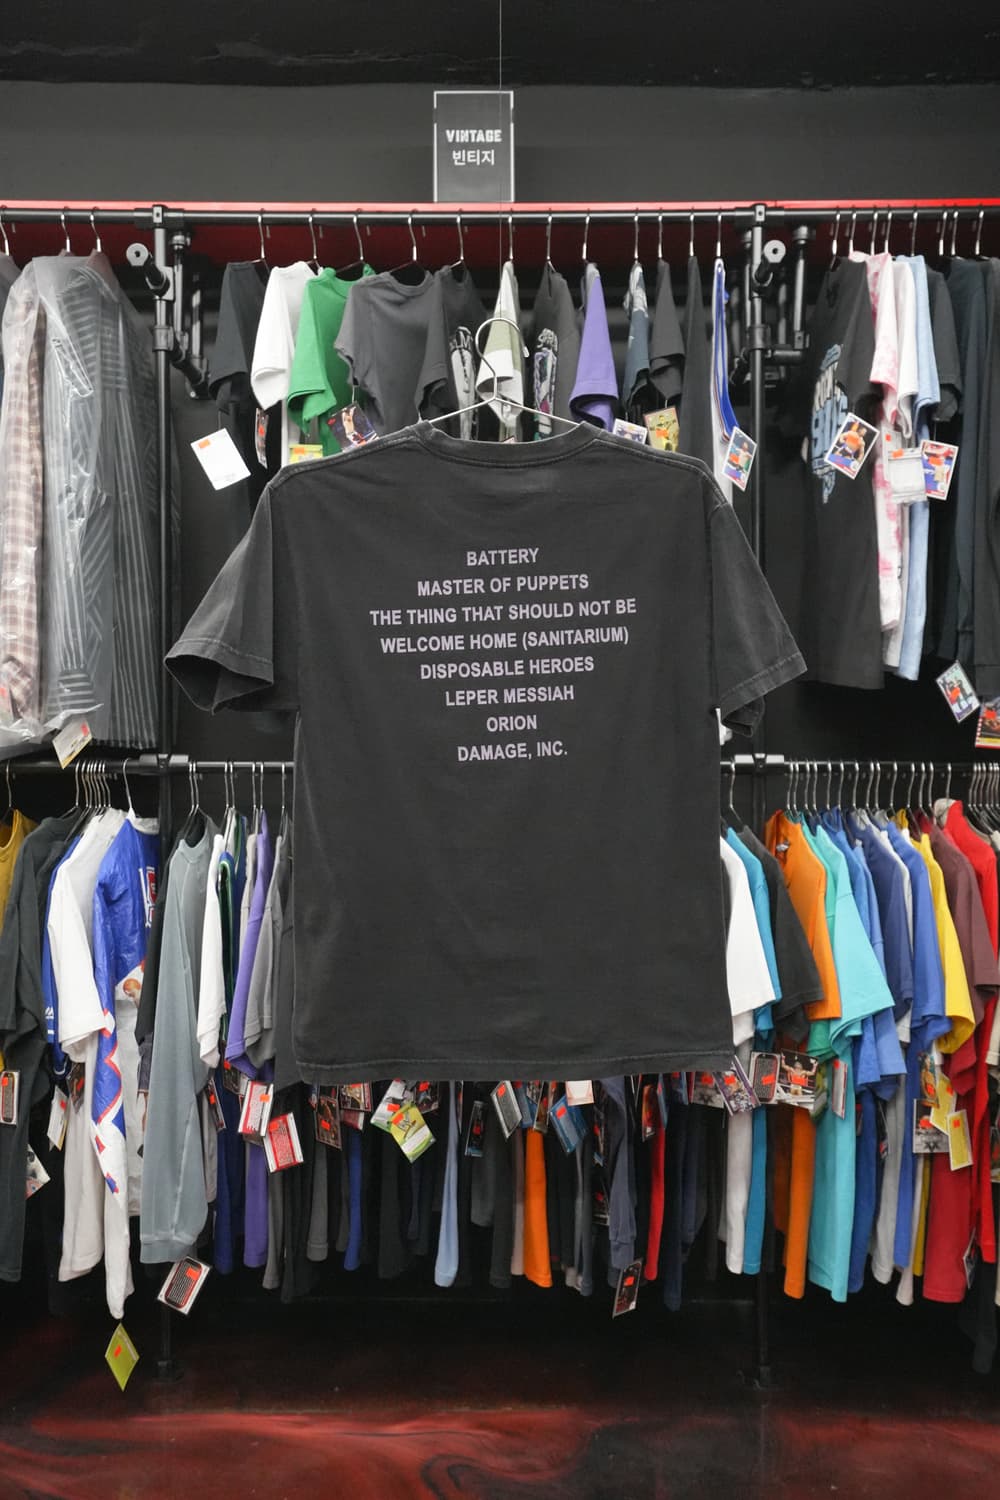 VINTAGE
빈티지
BATTERY
MASTER OF PUPPETS
THE THING THAT SHOULD NOT BE
WELCOME HOME (SANITARIUM)
DISPOSABLE HEROES
LEPER MESSIAH
ORION
DAMAGE, INC.